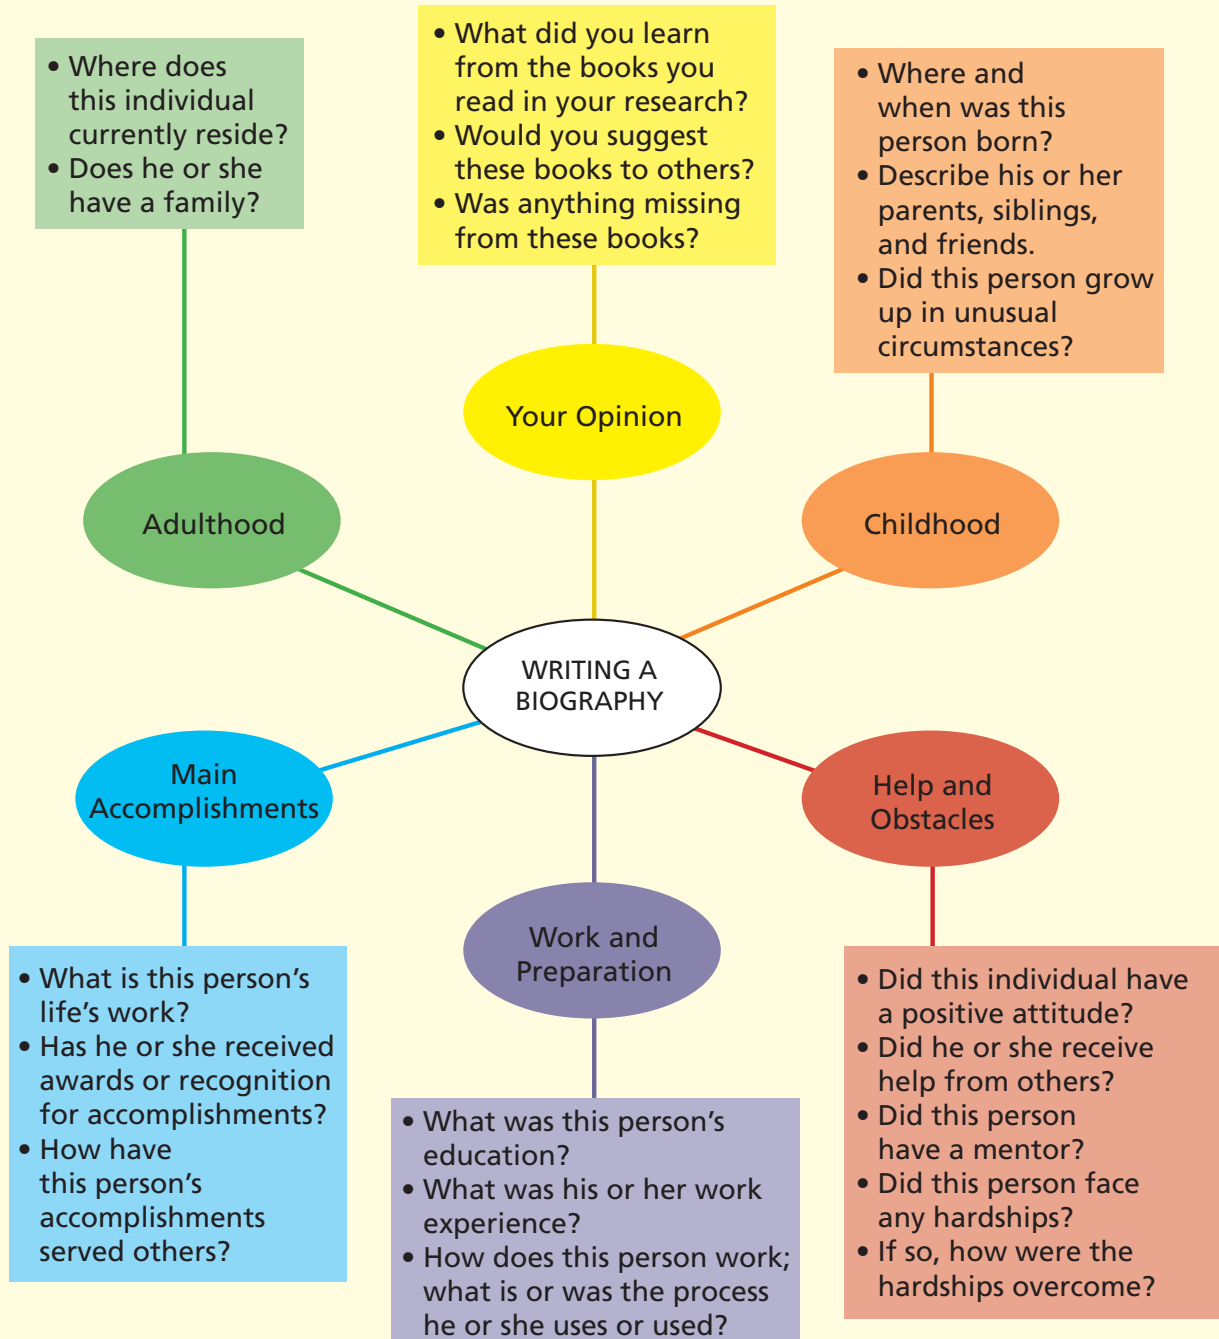 • Where does
this individual
currently reside?
• Does he or she
have a family?
• What did you learn
from the books you
read in your research?
• Would you suggest
these books to others?
• Was anything missing
from these books?
• Where and
when was this
person born?
• Describe his or her
parents, siblings,
and friends.
• Did this person grow
up in unusual
circumstances?
Your Opinion
Adulthood
Childhood
WRITING A
BIOGRAPHY
Main
Accomplishments
Help and
Obstacles
Work and
Preparation
• What is this person’s
life’s work?
• Has he or she received
awards or recognition
for accomplishments?
• How have
this person’s
accomplishments
served others?
• What was this person’s
education?
• What was his or her work
experience?
• How does this person work;
what is or was the process
he or she uses or used?
• Did this individual have
a positive attitude?
• Did he or she receive
help from others?
• Did this person
have a mentor?
• Did this person face
any hardships?
• If so, how were the
hardships overcome?